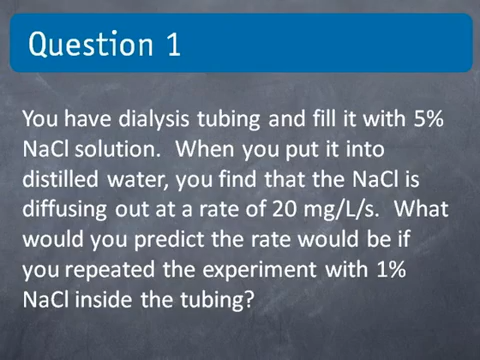 Question 1
You have dialysis tubing and fill it with 5%
NaCl solution.  When you put it into
distilled water, you find that the NaCl is
diffusing out at a rate of 20 mg/L/s.  What
would you predict the rate would be if
you repeated the experiment with 1%
NaCl inside the tubing?